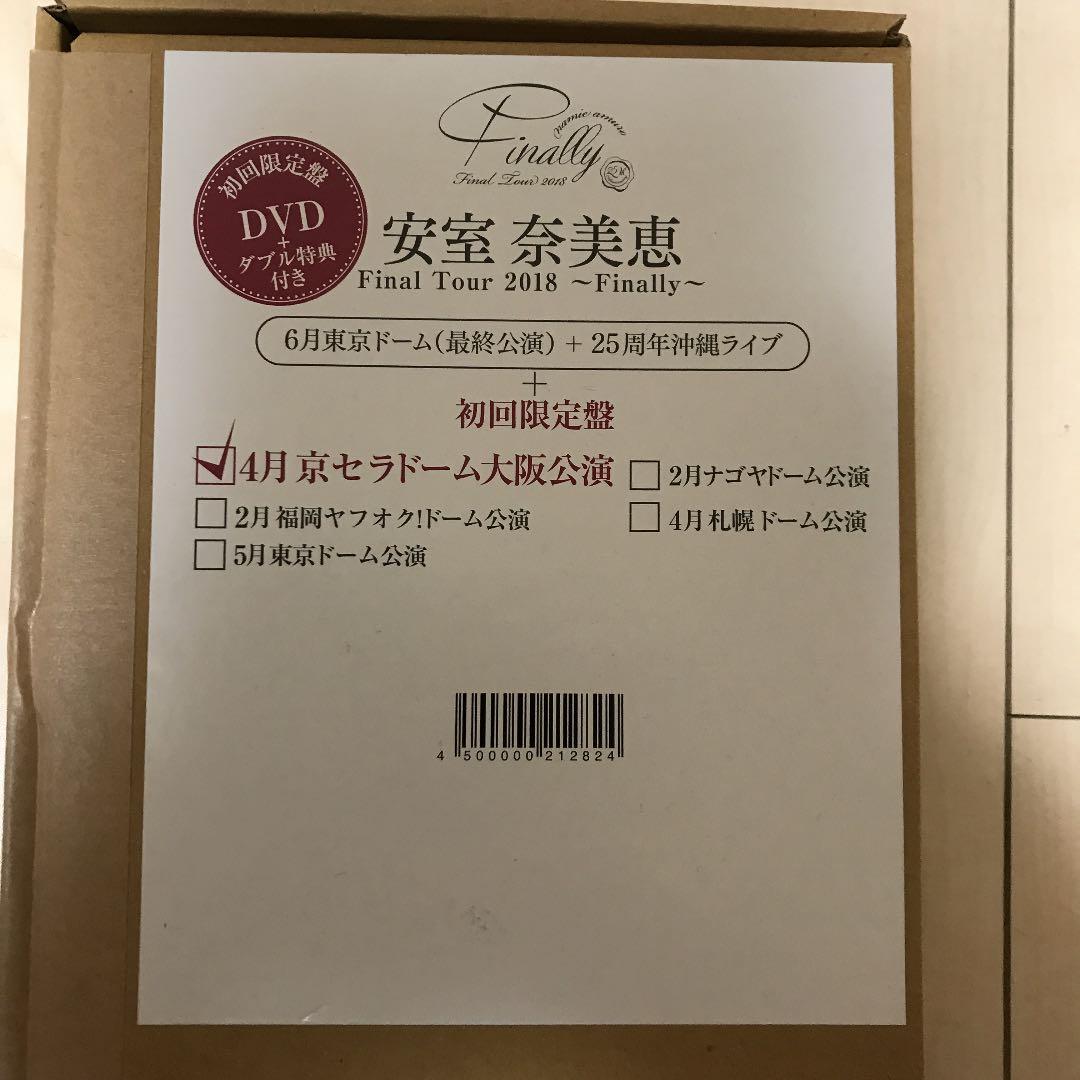 namie amuro
Finally
Final Tour 2018
初回限定盤
DVD
+
ダブル特典
付き
安室 奈美恵
Final Tour 2018 ～Finally～
6月東京ドーム(最終公演) + 25周年沖縄ライブ
+
初回限定盤
4月 京セラドーム大阪公演
2月ナゴヤドーム公演
2月 福岡ヤフオク!ドーム公演
4月 札幌ドーム公演
5月東京ドーム公演
4 500000 212824